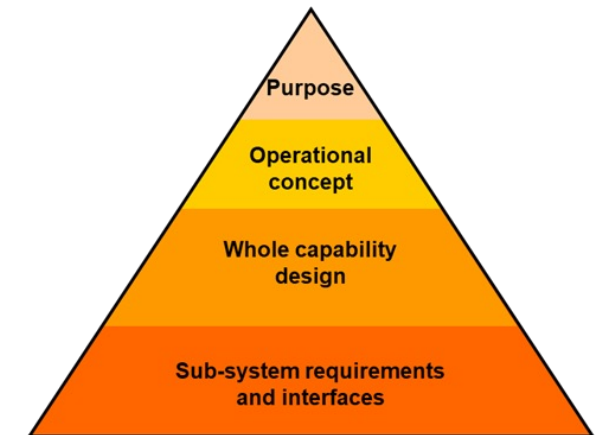 Purpose
Operational
concept
Whole capability
design
Sub-system requirements
and interfaces